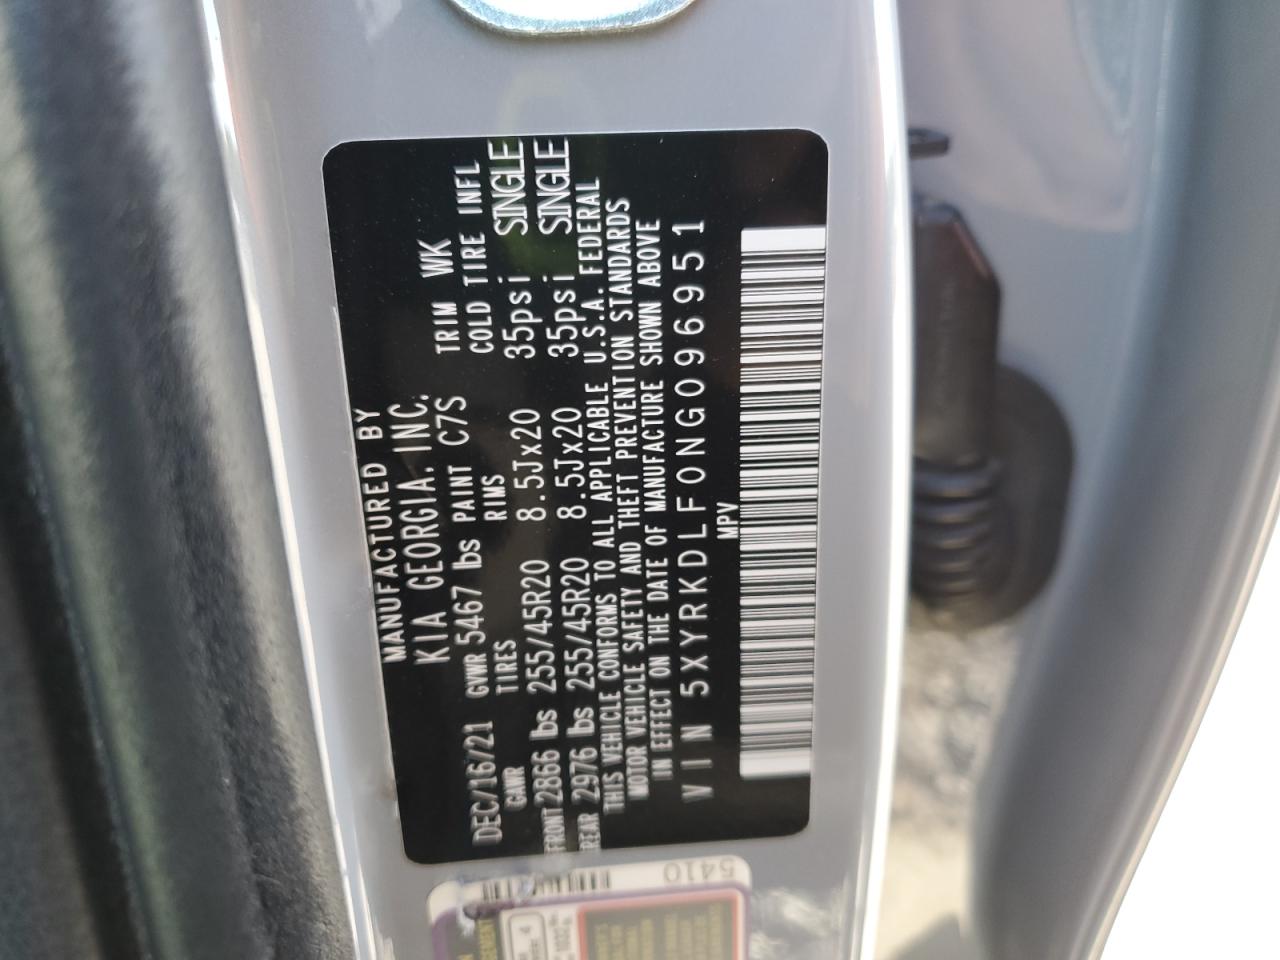 MANUFACTURED BY
KIA GEORGIA, INC.
DEC/16/21 GVWR 5467 lbs PAINT C7S TRIM WK
GAWR TIRES RIMS COLD TIRE INFL
FRONT 2866 lbs 255/45R20 8.5Jx20 35psi SINGLE
REAR 2976 lbs 255/45R20 8.5Jx20 35psi SINGLE
THIS VEHICLE CONFORMS TO ALL APPLICABLE U.S.A. FEDERAL
MOTOR VEHICLE SAFETY AND THEFT PREVENTION STANDARDS
IN EFFECT ON THE DATE OF MANUFACTURE SHOWN ABOVE
VIN 5XYRKDLF0NG096951
MPV
5410